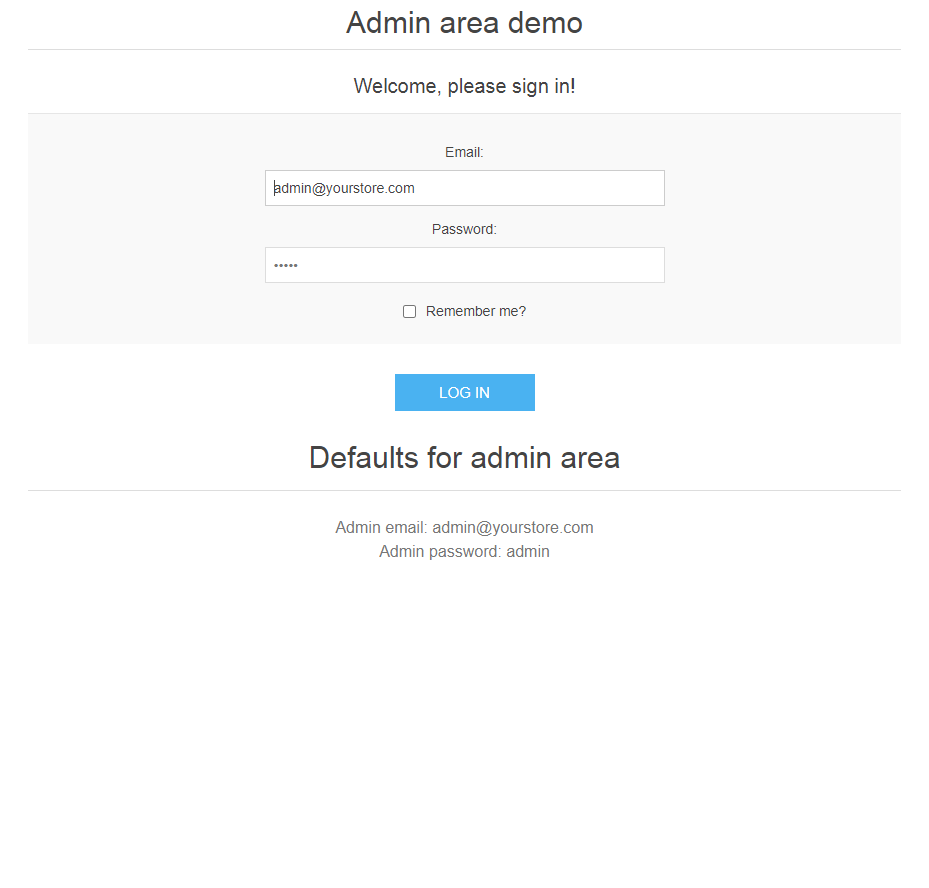 Admin area demo
Welcome, please sign in!
Email:
admin@yourstore.com
Password:
•••••
Remember me?
LOG IN
Defaults for admin area
Admin email: admin@yourstore.com
Admin password: admin